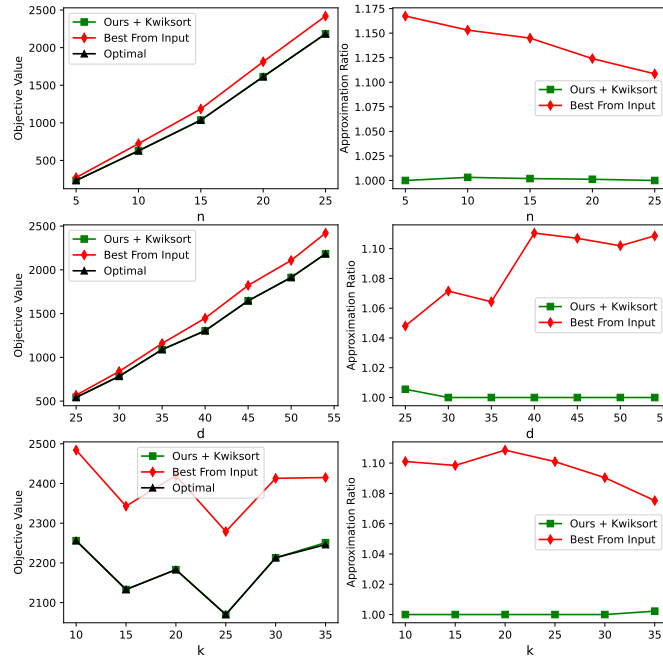 2500
2000
1500
1000
500
Objective Value
Ours + Kwiksort
Best From Input
Optimal
5
10
15
20
25
n
1.175
1.150
1.125
1.100
1.075
1.050
1.025
1.000
Approximation Ratio
Ours + Kwiksort
Best From Input
5
10
15
20
25
n
2500
2000
1500
1000
500
Objective Value
Ours + Kwiksort
Best From Input
Optimal
25
30
35
40
45
50
55
d
1.10
1.08
1.06
1.04
1.02
1.00
Approximation Ratio
Ours + Kwiksort
Best From Input
25
30
35
40
45
50
d
2500
2400
2300
2200
2100
Objective Value
Ours + Kwiksort
Best From Input
Optimal
10
15
20
25
30
35
k
1.10
1.08
1.06
1.04
1.02
1.00
Approximation Ratio
Ours + Kwiksort
Best From Input
10
15
20
25
30
35
k